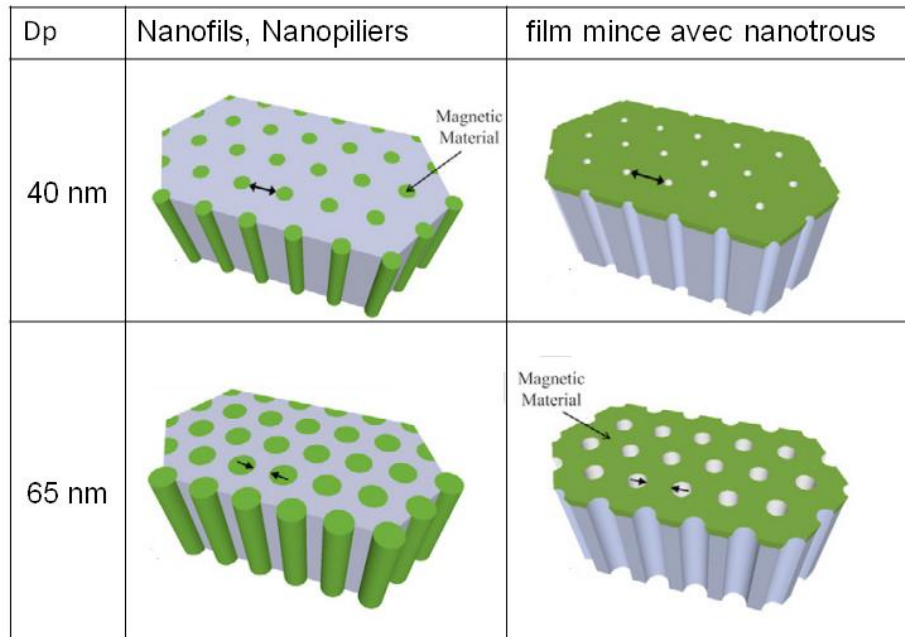 Dp
Nanofils, Nanopiliers
film mince avec nanotrous
40 nm
Magnetic
Material
65 nm
Magnetic
Material